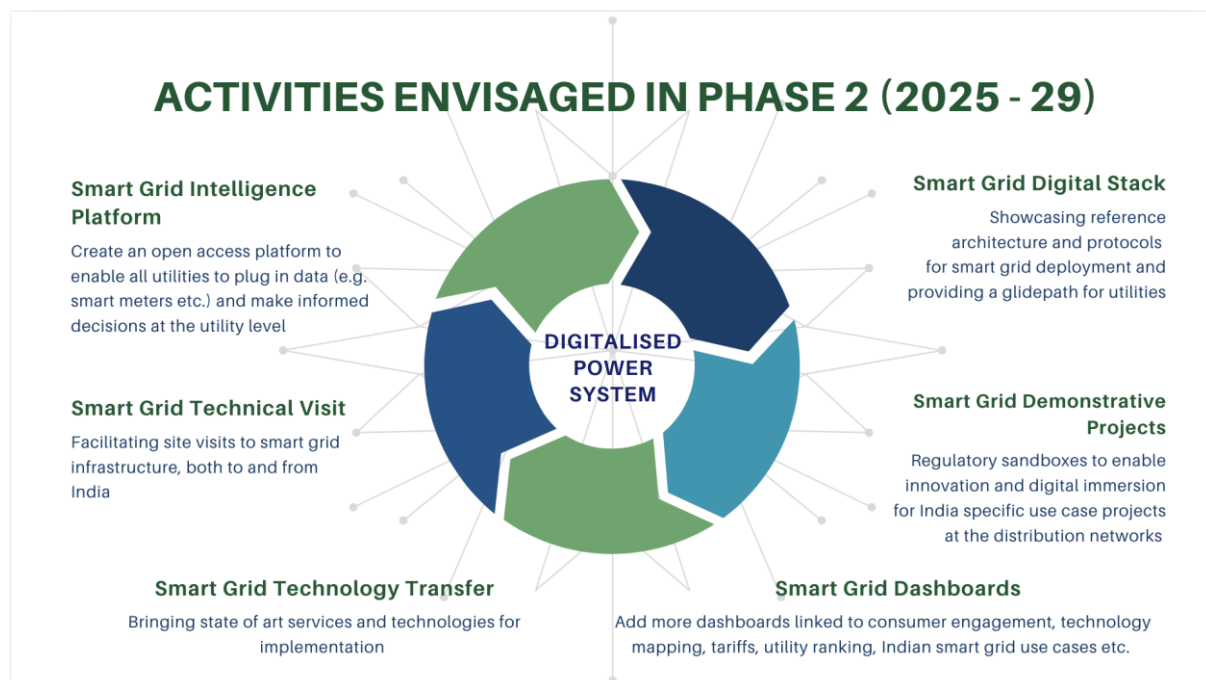 ACTIVITIES ENVISAGED IN PHASE 2 (2025 - 29)
Smart Grid Intelligence
Platform
Create an open access platform to
enable all utilities to plug in data (e.g.
smart meters etc.) and make informed
decisions at the utility level
Smart Grid Digital Stack
Showcasing reference
architecture and protocols
for smart grid deployment and
providing a glidepath for utilities
DIGITALISED
POWER
SYSTEM
Smart Grid Technical Visit
Facilitating site visits to smart grid
infrastructure, both to and from
India
Smart Grid Demonstrative
Projects
Regulatory sandboxes to enable
innovation and digital immersion
for India specific use case projects
at the distribution networks
Smart Grid Technology Transfer
Bringing state of art services and technologies for
implementation
Smart Grid Dashboards
Add more dashboards linked to consumer engagement, technology
mapping, tariffs, utility ranking, Indian smart grid use cases etc.